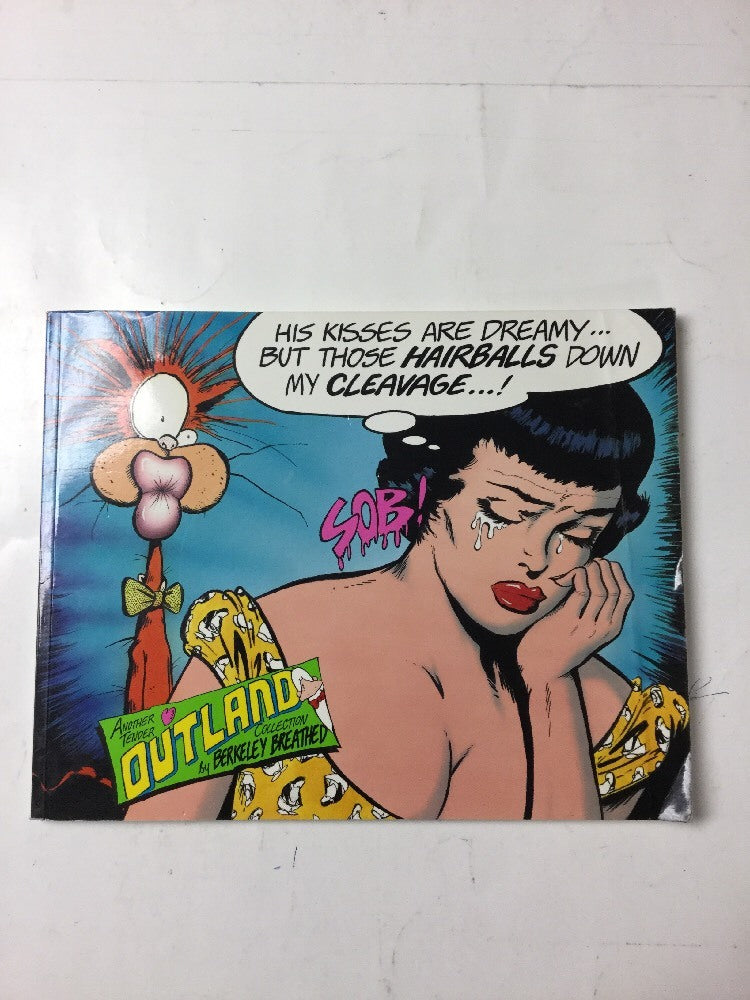 HIS KISSES ARE DREAMY...
BUT THOSE HAIRBALLS DOWN
MY CLEAVAGE...!
SOB!
ANOTHER
TENDER
OUTLAND
COLLECTION
by BERKELEY BREATHED